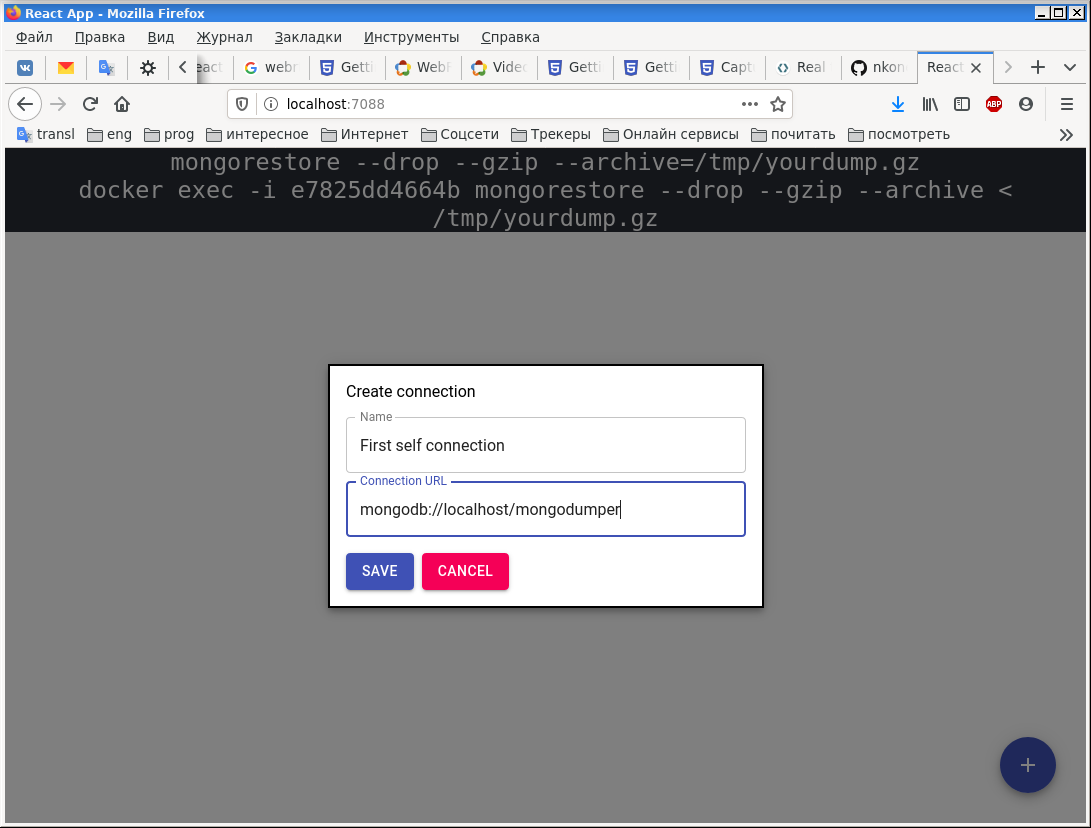 React App - Mozilla Firefox
Файл Правка Вид Журнал Закладки Инструменты Справка
eact webr Getti WebR Video Getti Getti Capt Real nkon React
localhost:7088 ABP
transl eng prog интересное Интернет Соцсети Трекеры Онлайн сервисы почитать посмотреть
mongorestore --drop --gzip --archive=/tmp/yourdump.gz
docker exec -i e7825dd4664b mongorestore --drop --gzip --archive <
/tmp/yourdump.gz
Create connection
Name
First self connection
Connection URL
mongodb://localhost/mongodumper
SAVE CANCEL